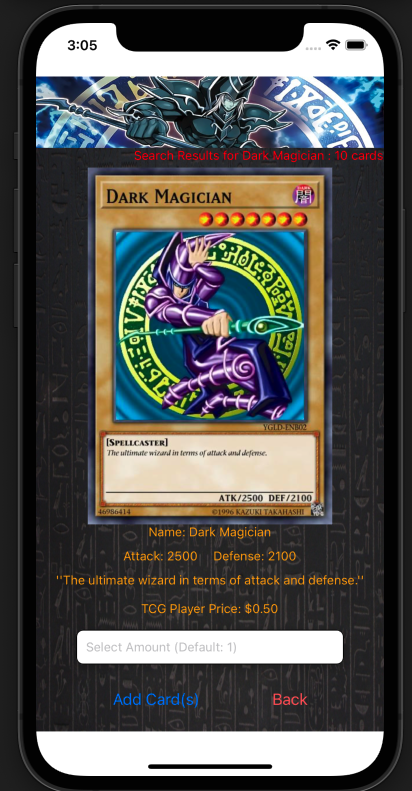 3:05
Search Results for Dark Magician : 10 cards
DARK MAGICIAN
闇
YGLD-ENB02
[SPELLCASTER]
The ultimate wizard in terms of attack and defense.
ATK/2500 DEF/2100
46986414 ©1996 KAZUKI TAKAHASHI
Name: Dark Magician
Attack: 2500 Defense: 2100
"The ultimate wizard in terms of attack and defense."
TCG Player Price: $0.50
Select Amount (Default: 1)
Add Card(s) Back